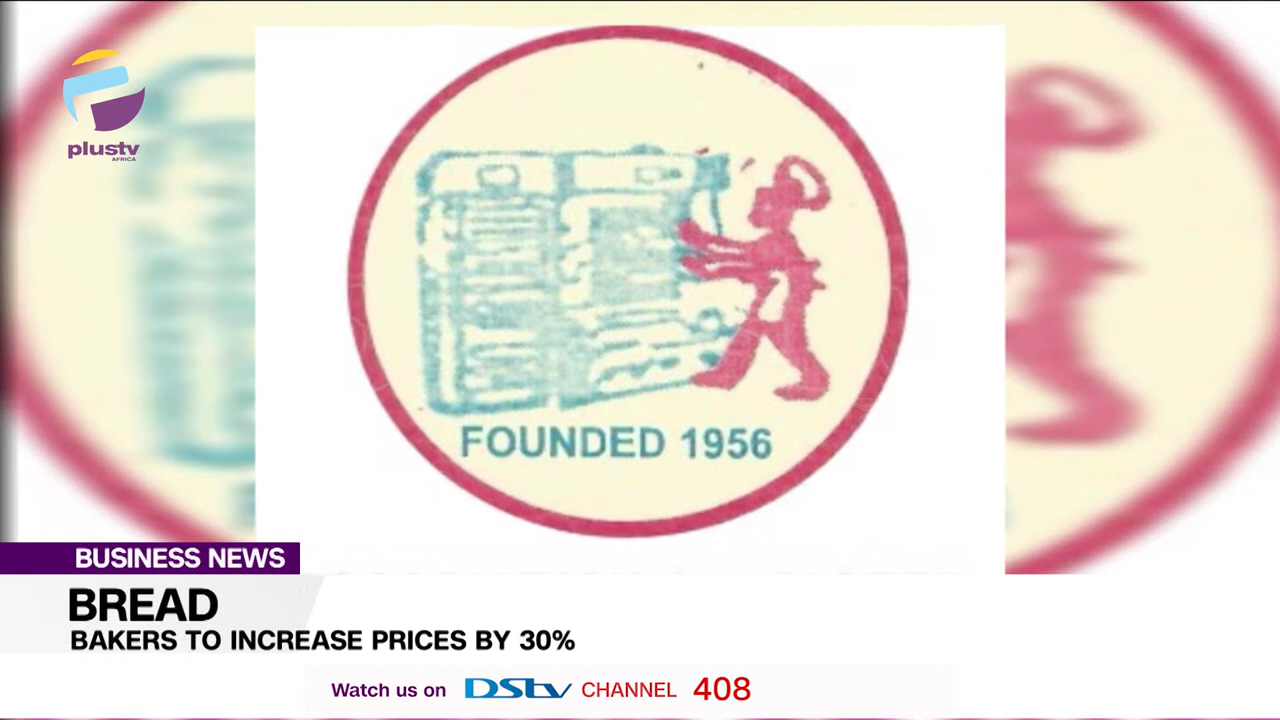 plustv
AFRICA
FOUNDED 1956
BUSINESS NEWS
BREAD
BAKERS TO INCREASE PRICES BY 30%
Watch us on DStv CHANNEL 408